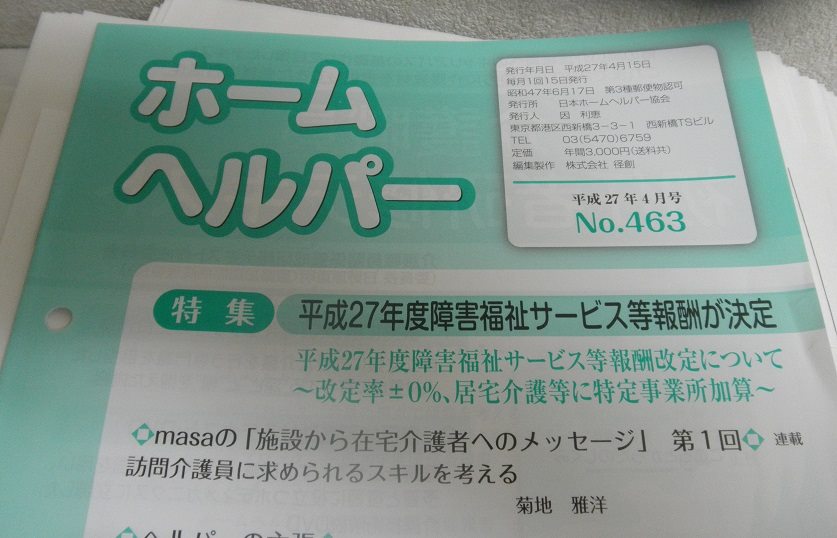 ホーム
ヘルパー
発行年月日 平成27年4月15日
毎月1回15日発行
昭和47年6月17日 第3種郵便物認可
発行所 日本ホームヘルパー協会
発行人 因 利恵
東京都港区西新橋3-3-1 西新橋TSビル
TEL 03(5470)6759
定価 年間3,000円(送料共)
編集製作 株式会社 径創
平成27年4月号
No.463
特集 平成27年度障害福祉サービス等報酬が決定
平成27年度障害福祉サービス等報酬改定について
～改定率±0%、居宅介護等に特定事業所加算～
masaの「施設から在宅介護者へのメッセージ」 第1回 連載
訪問介護員に求められるスキルを考える
菊地 雅洋
ヘルパーの主張